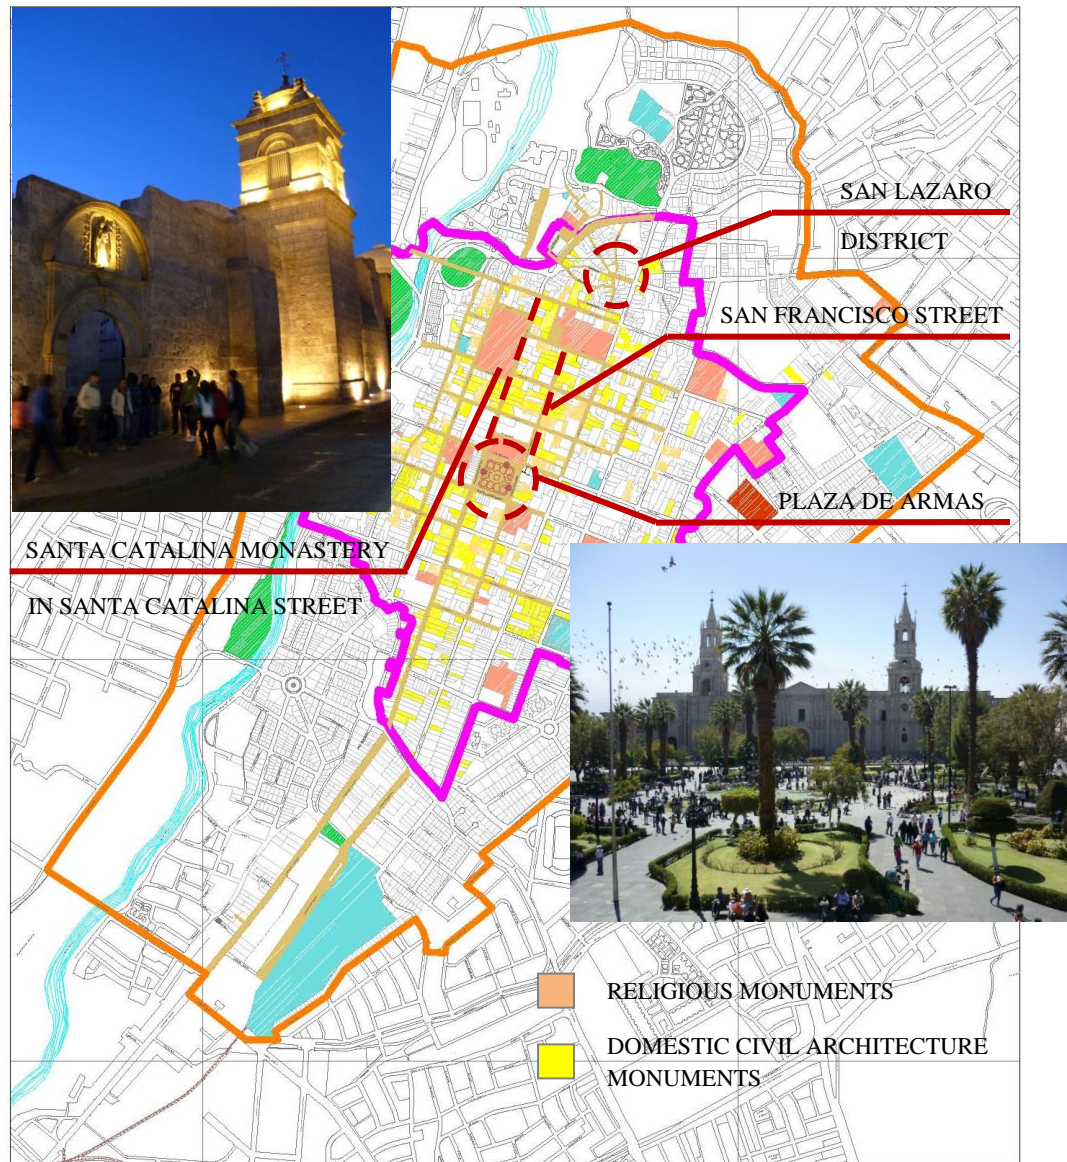 SAN LAZARO
DISTRICT
SAN FRANCISCO STREET
PLAZA DE ARMAS
SANTA CATALINA MONASTERY
IN SANTA CATALINA STREET
RELIGIOUS MONUMENTS
DOMESTIC CIVIL ARCHITECTURE
MONUMENTS